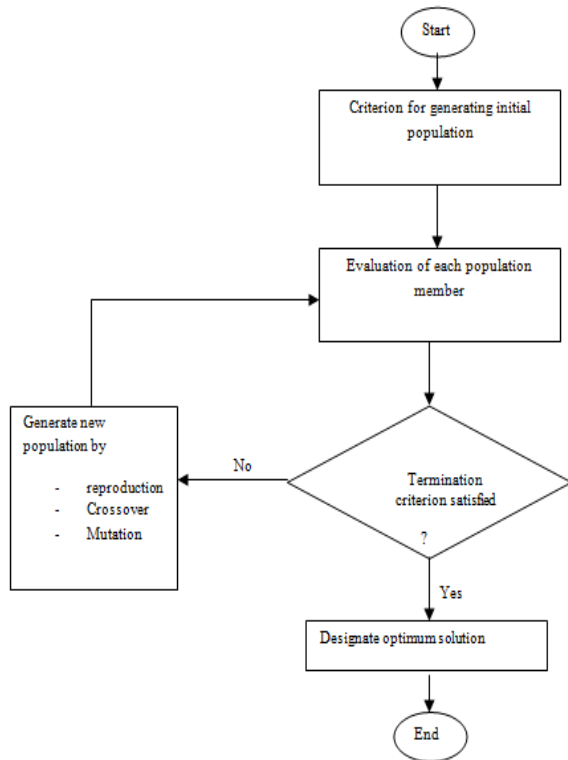 Start
Criterion for generating initial
population
Evaluation of each population
member
Generate new
population by
- reproduction
- Crossover
- Mutation
No
Termination
criterion satisfied
?
Yes
Designate optimum solution
End